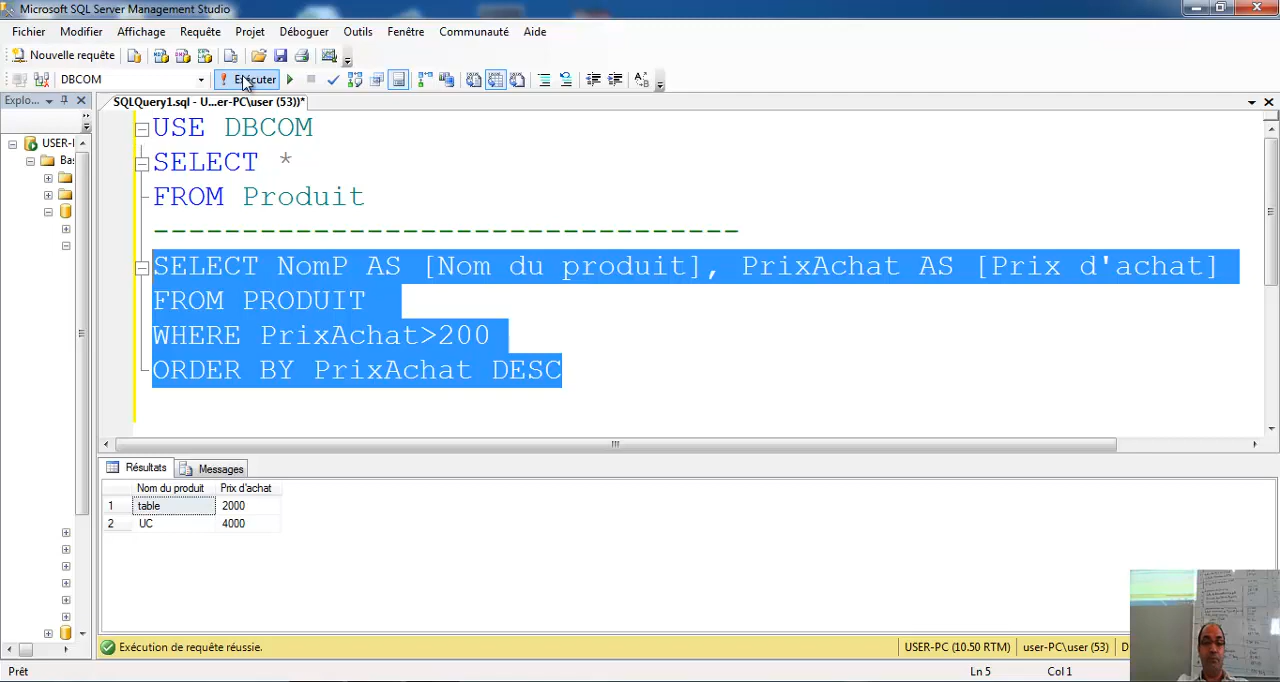 Microsoft SQL Server Management Studio
Fichier Modifier Affichage Requête Projet Déboguer Outils Fenêtre Communauté Aide
Nouvelle requête
DBCOM Exécuter
Explo...
SQLQuery1.sql - U...er-PC\user (53))*
USER-
Bas
USE DBCOM
SELECT *
FROM Produit
---------------------------------
SELECT NomP AS [Nom du produit], PrixAchat AS [Prix d'achat]
FROM PRODUIT
WHERE PrixAchat>200
ORDER BY PrixAchat DESC
Résultats Messages
Nom du produit Prix d'achat
1 table 2000
2 UC 4000
Exécution de requête réussie. USER-PC (10.50 RTM) user-PC\user (53) D
Prêt Ln 5 Col 1